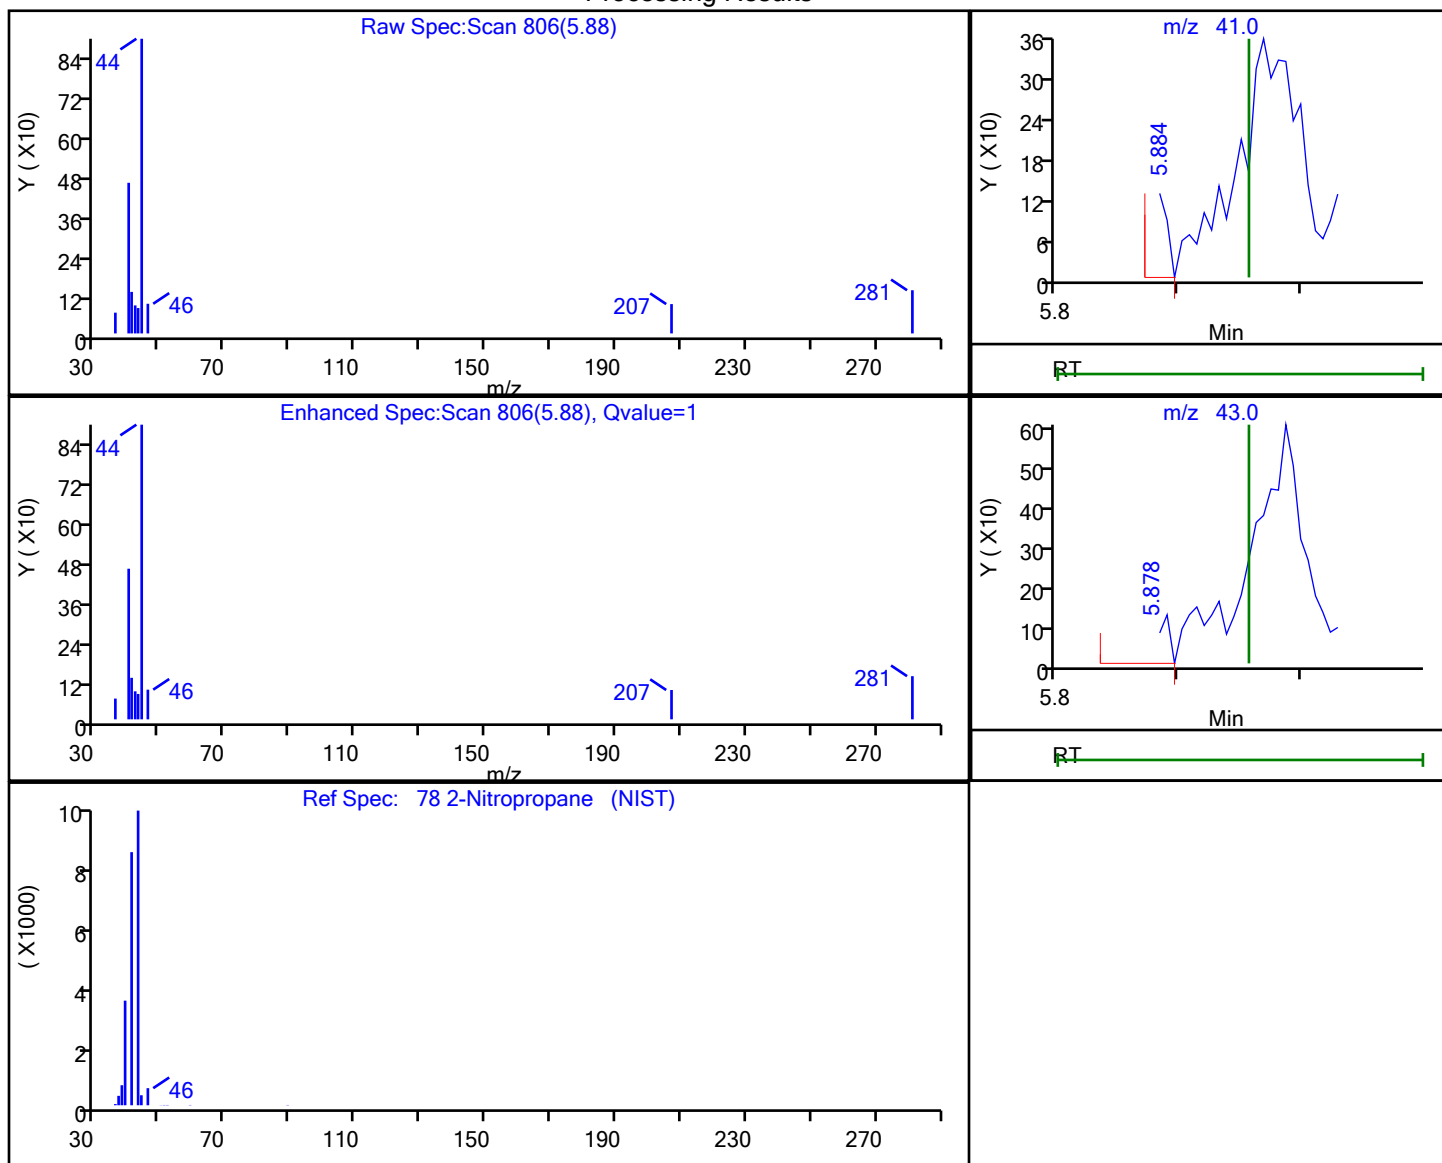 Processing Results
Raw Spec:Scan 806(5.88)
Y ( X10)
84
72
60
48
36
24
12
0
44
46
207
281
30 70 110 150 190 230 270
m/z
m/z 41.0
Y ( X10)
36
30
24
18
12
6
0
5.884
5.8
Min
RT
Enhanced Spec:Scan 806(5.88), Qvalue=1
Y ( X10)
84
72
60
48
36
24
12
0
44
46
207
281
30 70 110 150 190 230 270
m/z
m/z 43.0
Y ( X10)
60
50
40
30
20
10
0
5.878
5.8
Min
RT
Ref Spec: 78 2-Nitropropane (NIST)
( X1000)
10
8
6
4
2
0
46
30 70 110 150 190 230 270